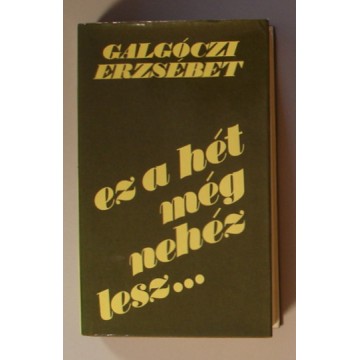 GALGÓCZI
ERZSÉBET
ez a hét
még
nehéz
lesz...